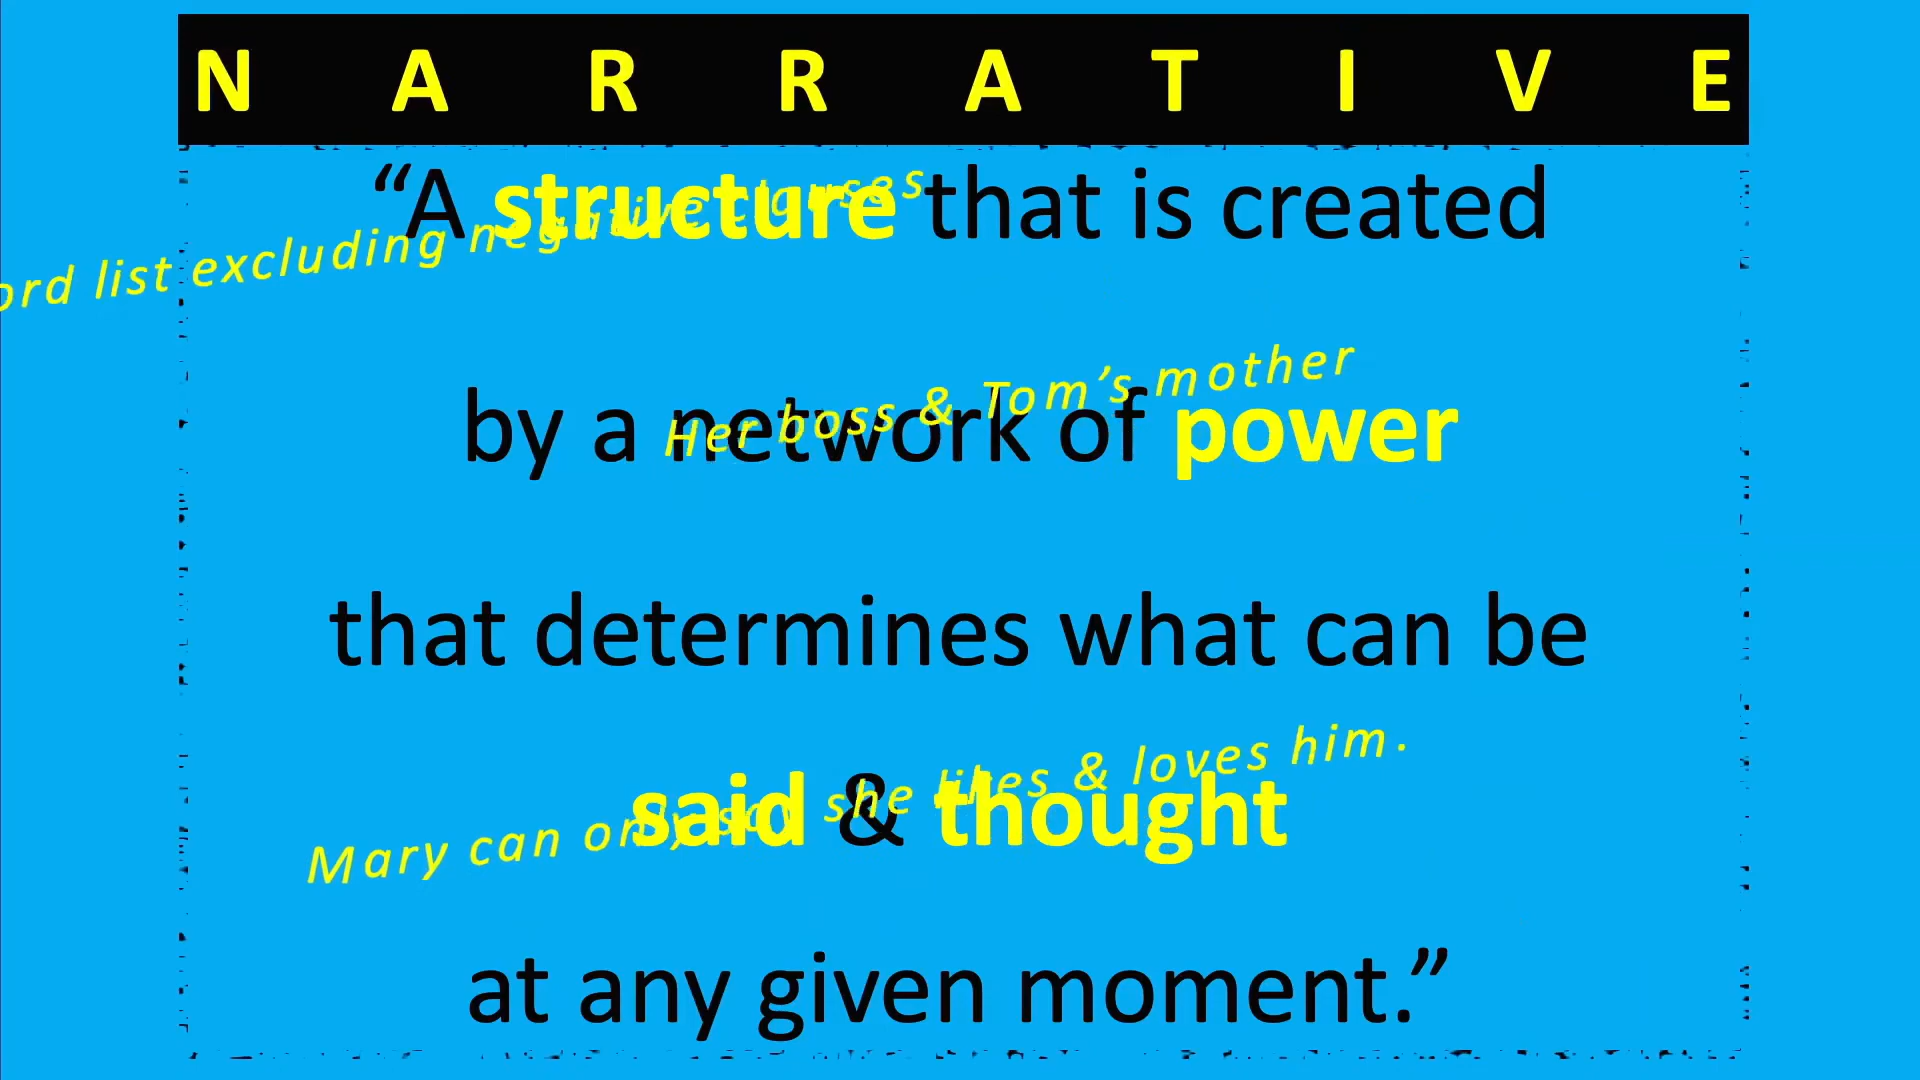 N A R R A T I V E
“A structure that is created
ord list excluding negative clauses
by a network of power
Her boss & Tom’s mother
that determines what can be
said & thought
Mary can only say she likes & loves him.
at any given moment.”